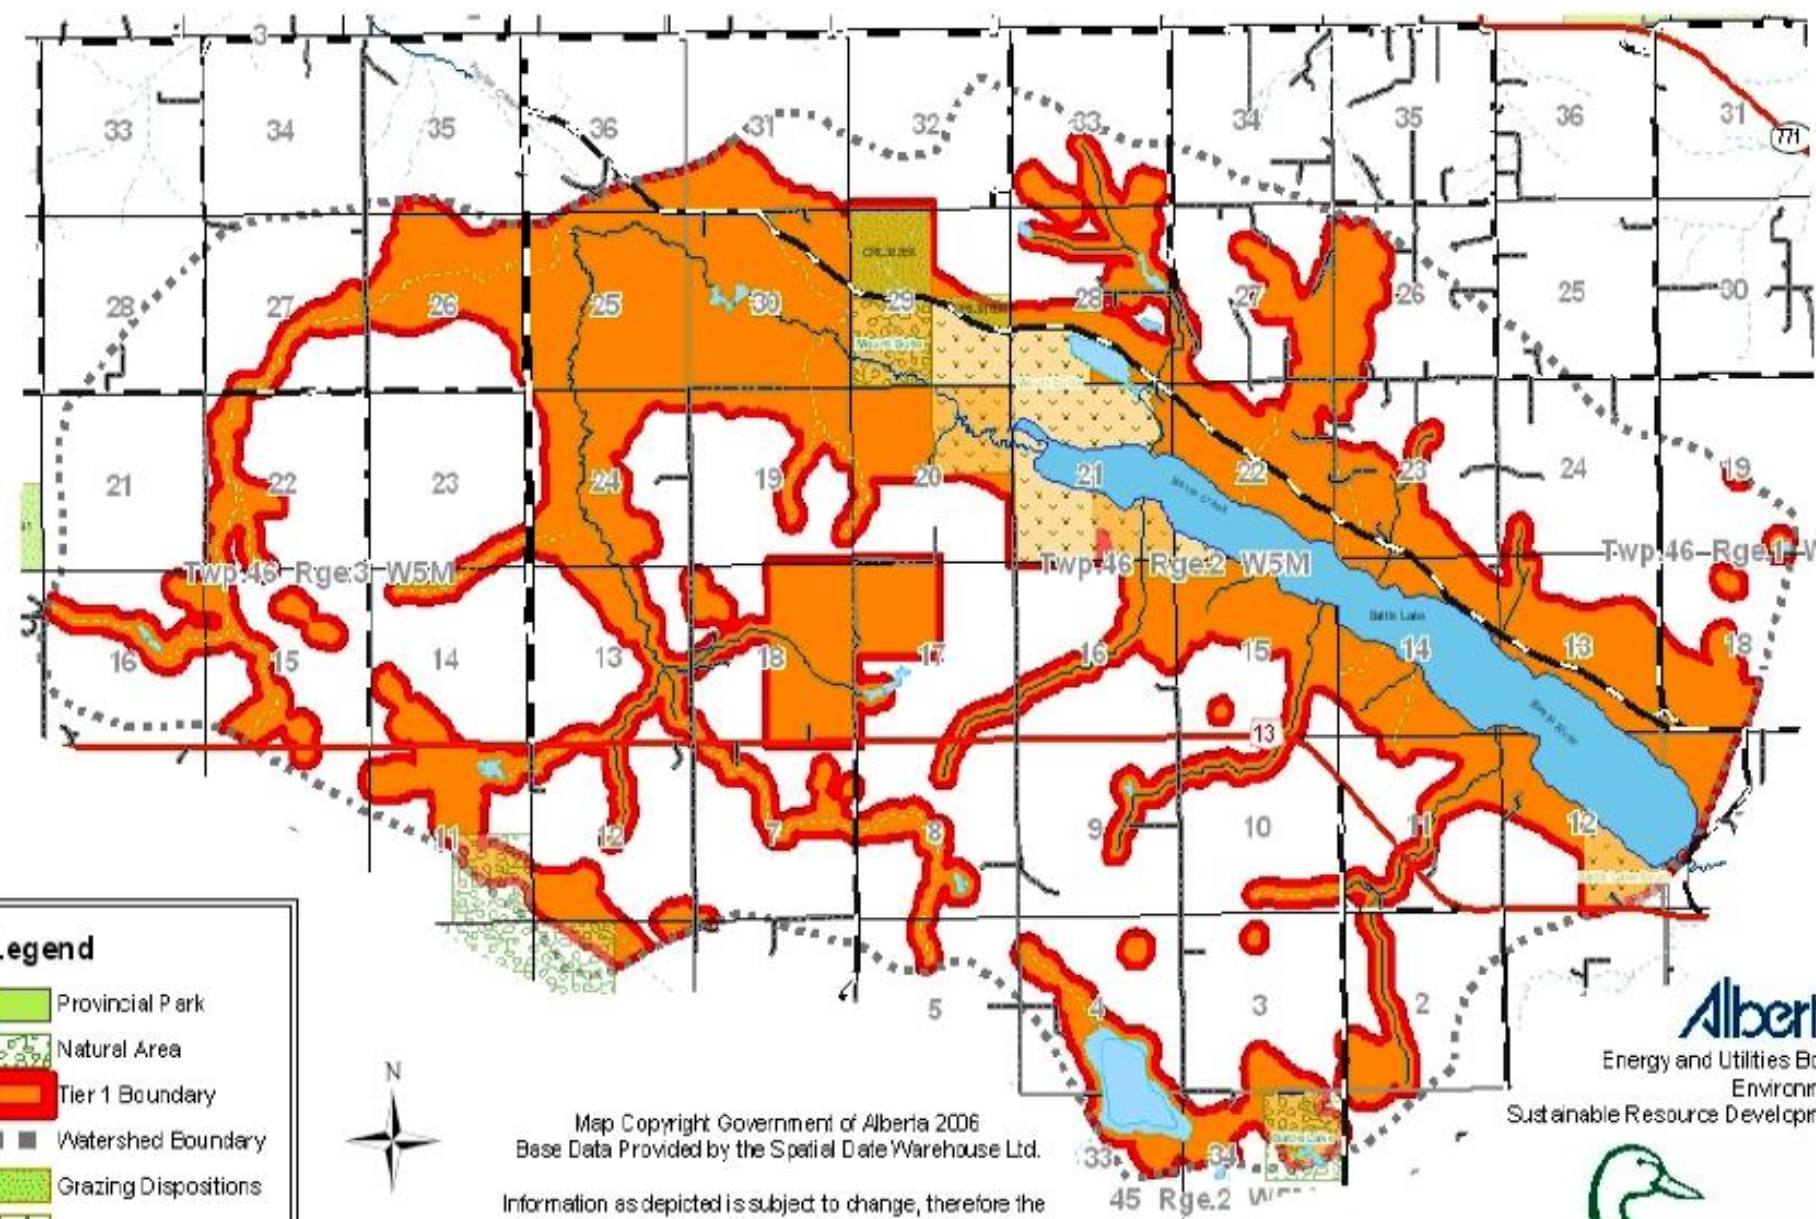 3
33 34 35 36 31 32 33 34 35 36 31
771
28 27 26 25 30 29 28 27 26 25 30
21 22 23 24 19 20 21 22 23 24 19
Twp.46 Rge.3 W5M
Twp.46 Rge.2 W5M
Twp.46 Rge.1 W
16 15 14 13 18 17 16 15 14 13 18
Battle Lake
13
11 12 7 8 9 10 11 12
5 4 3 2
33 34
45 Rge.2
Legend
Provincial Park
Natural Area
Tier 1 Boundary
Watershed Boundary
Grazing Dispositions
N
Map Copyright Government of Alberta 2006
Base Data Provided by the Spatial Date Warehouse Ltd.
Information as depicted is subject to change, therefore the
Albert
Energy and Utilities Bo
Environm
Sustainable Resource Developm